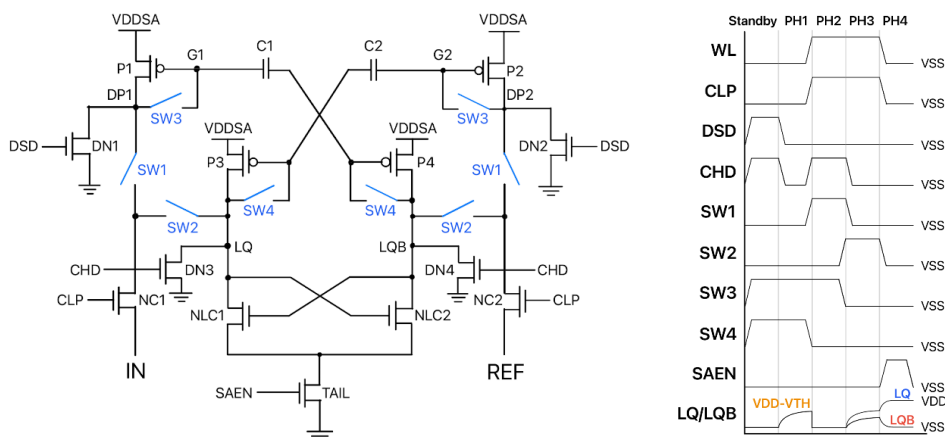 VDDSA
C1
C2
VDDSA
G1
G2
P1
P2
DP1
DP2
SW3
SW3
VDDSA
VDDSA
DSD
DN1
DN2
DSD
P3
P4
SW1
SW1
SW4
SW4
SW2
SW2
LQ
LQB
CHD
DN3
DN4
CHD
CLP
NC1
NC2
CLP
NLC1
NLC2
IN
REF
SAEN
TAIL
Standby PH1 PH2 PH3 PH4
WL
VSS
CLP
VSS
DSD
VSS
CHD
VSS
SW1
VSS
SW2
VSS
SW3
VSS
SW4
VSS
SAEN
VSS
LQ
VDD-VTH
VDD
LQ/LQB
LQB
VSS